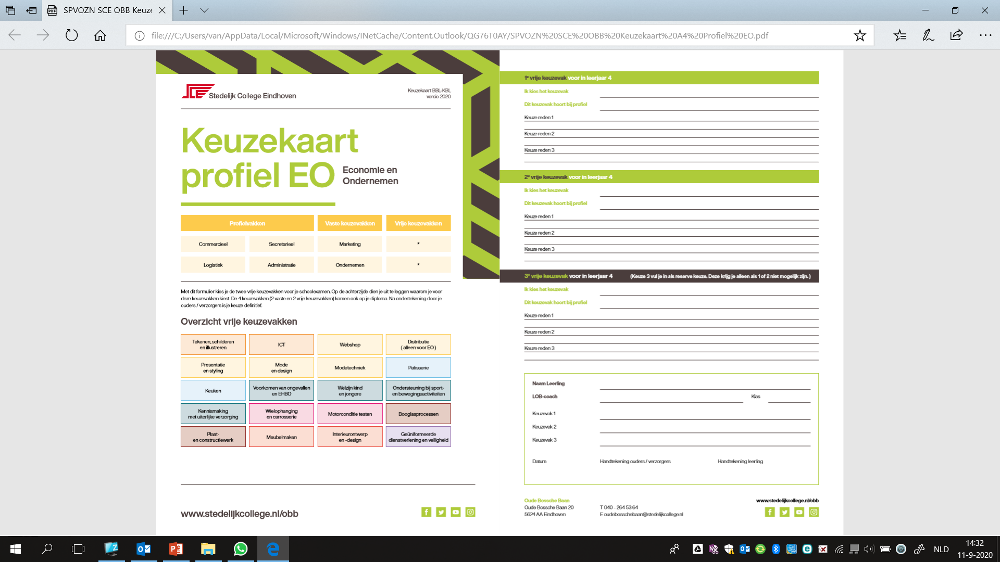 SPVOZN SCE OBB Keuze
file:///C:/Users/van/AppData/Local/Microsoft/Windows/INetCache/Content.Outlook/QG76T0AY/SPVOZN%20SCE%20OBB%20Keuzekaart%20A4%20Profiel%20EO.pdf
SCE Stedelijk College Eindhoven
Keuzekaart BBL-KBL
versie 2020
Keuzekaart
profiel EO
Economie en
Ondernemen
Profielvakken Vaste keuzevakken Vrije keuzevakken
Commercieel Secretarieel Marketing *
Logistiek Administratie Ondernemen *
Met dit formulier kies je de twee vrije keuzevakken voor je schoolexamen. Op de achterzijde dien je uit te leggen waarom je voor
deze keuzevakken kiest. De 4 keuzevakken (2 vaste en 2 vrije keuzevakken) komen ook op je diploma. Na ondertekening door je
ouders / verzorgers is je keuze definitief.
Overzicht vrije keuzevakken
Tekenen, schilderen
en illustreren
ICT
Webshop
Distributie
( alleen voor EO )
Presentatie
en styling
Mode
en design
Modetechniek
Patisserie
Keuken
Voorkomen van ongevallen
en EHBO
Welzijn kind
en jongere
Ondersteuning bij sport-
en bewegingsactiviteiten
Kennismaking
met uiterlijke verzorging
Wielophanging
en carrosserie
Motorconditie testen
Booglasprocessen
Plaat-
en constructiewerk
Meubelmaken
Interieurontwerp
en -design
Geüniformeerde
dienstverlening en veiligheid
www.stedelijkcollege.nl/obb
1e vrije keuzevak voor in leerjaar 4
Ik kies het keuzevak
Dit keuzevak hoort bij profiel
Keuze reden 1
Keuze reden 2
Keuze reden 3
2e vrije keuzevak voor in leerjaar 4
Ik kies het keuzevak
Dit keuzevak hoort bij profiel
Keuze reden 1
Keuze reden 2
Keuze reden 3
3e vrije keuzevak voor in leerjaar 4 (Keuze 3 vul je in als reserve keuze. Deze krijg je alleen als 1 of 2 niet mogelijk zijn. )
Ik kies het keuzevak
Dit keuzevak hoort bij profiel
Keuze reden 1
Keuze reden 2
Keuze reden 3
Naam Leerling
LOB-coach Klas
Keuzevak 1
Keuzevak 2
Keuzevak 3
Datum Handtekening ouders / verzorgers Handtekening leerling
Oude Bossche Baan
Oude Bossche Baan 20
5624 AA Eindhoven
T 040 - 264 53 64
E oudebosschebaan@stedelijkcollege.nl
www.stedelijkcollege.nl/obb
NLD
14:32
11-9-2020